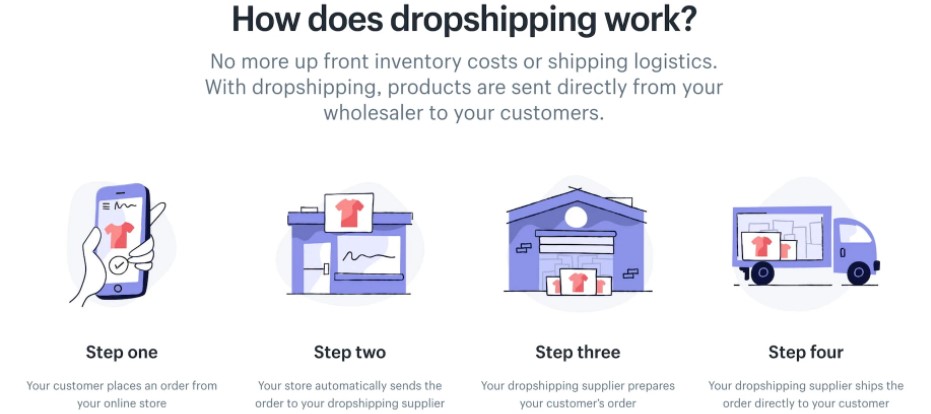 How does dropshipping work?
No more up front inventory costs or shipping logistics.
With dropshipping, products are sent directly from your
wholesaler to your customers.
Step one
Your customer places an order from
your online store
Step two
Your store automatically sends the
order to your dropshipping supplier
Step three
Your dropshipping supplier prepares
your customer's order
Step four
Your dropshipping supplier ships the
order directly to your customer